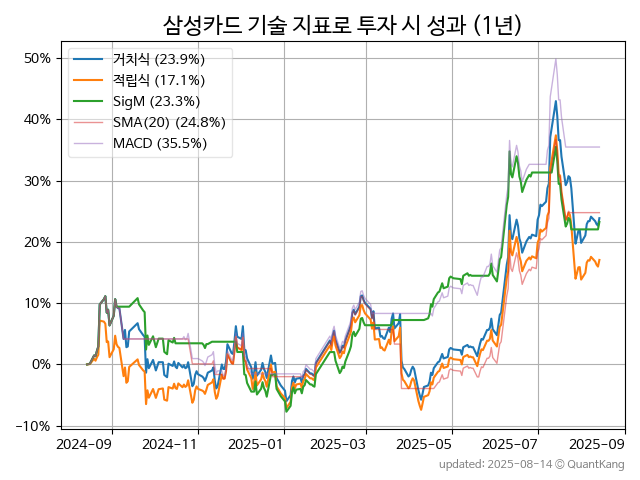 삼성카드 기술 지표로 투자 시 성과 (1년)
거치식 (23.9%)
적립식 (17.1%)
SigM (23.3%)
SMA(20) (24.8%)
MACD (35.5%)
50%
40%
30%
20%
10%
0%
−10%
2024-09
2024-11
2025-01
2025-03
2025-05
2025-07
2025-09
updated: 2025-08-14 © QuantKang